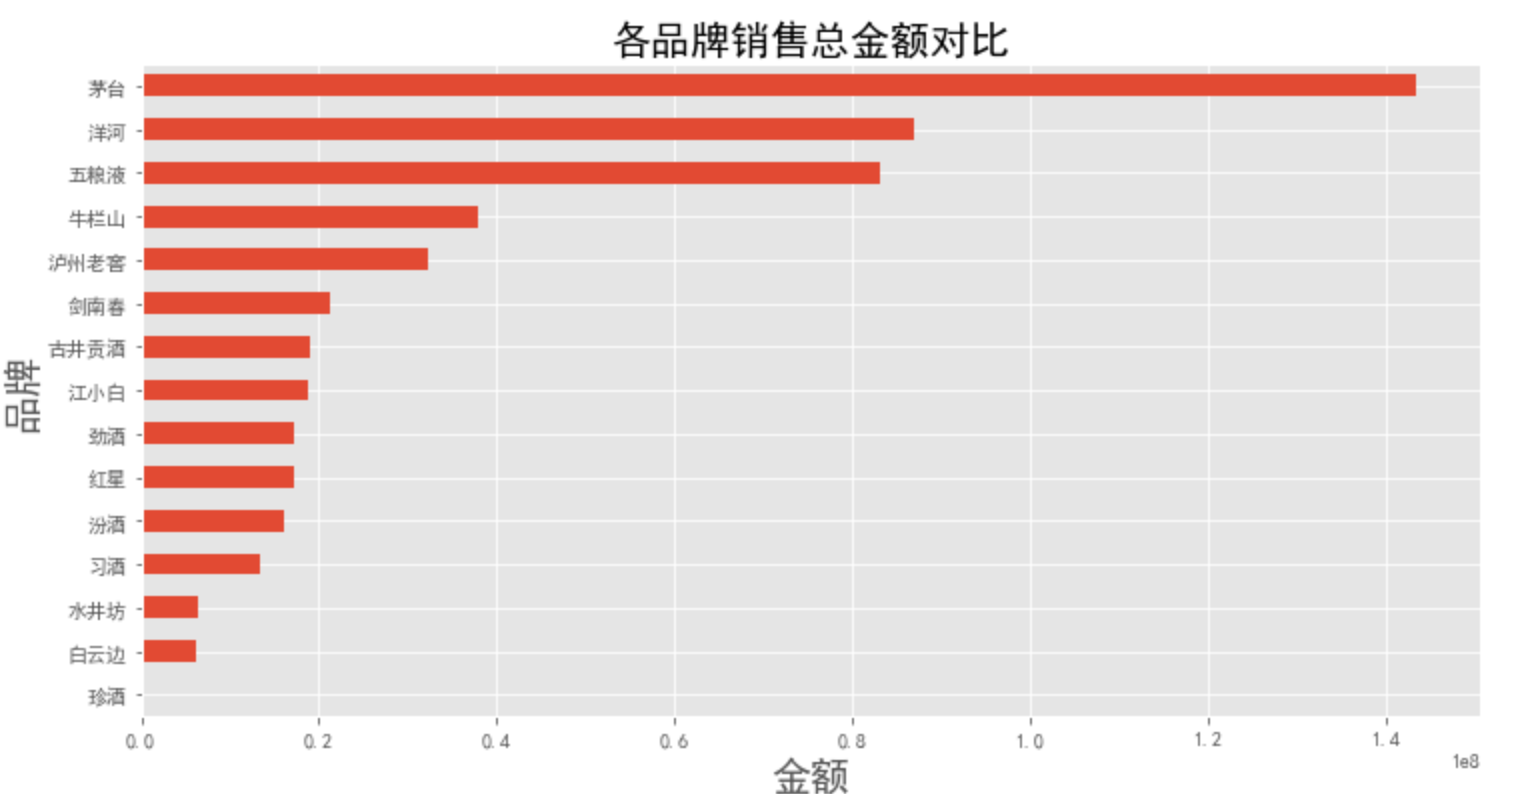 各品牌销售总金额对比
茅台
洋河
五粮液
牛栏山
泸州老窖
剑南春
古井贡酒
江小白
劲酒
红星
汾酒
习酒
水井坊
白云边
珍酒
品牌
0.0 0.2 0.4 0.6 0.8 1.0 1.2 1.4
1e8
金额